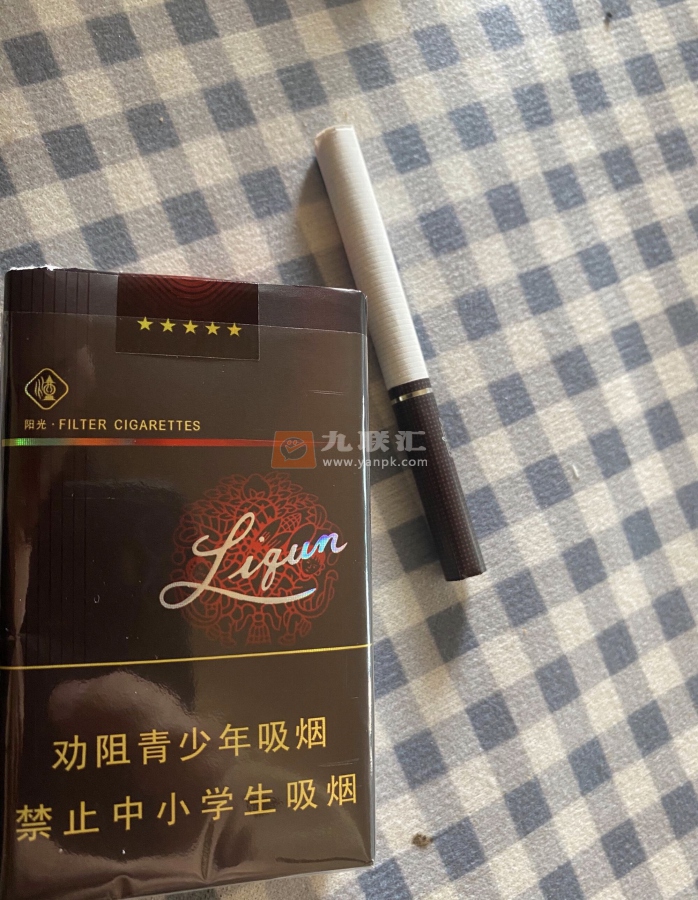 阳光·FILTER CIGARETTES
九联汇
www.yanpk.com
Liqun
劝阻青少年吸烟
禁止中小学生吸烟